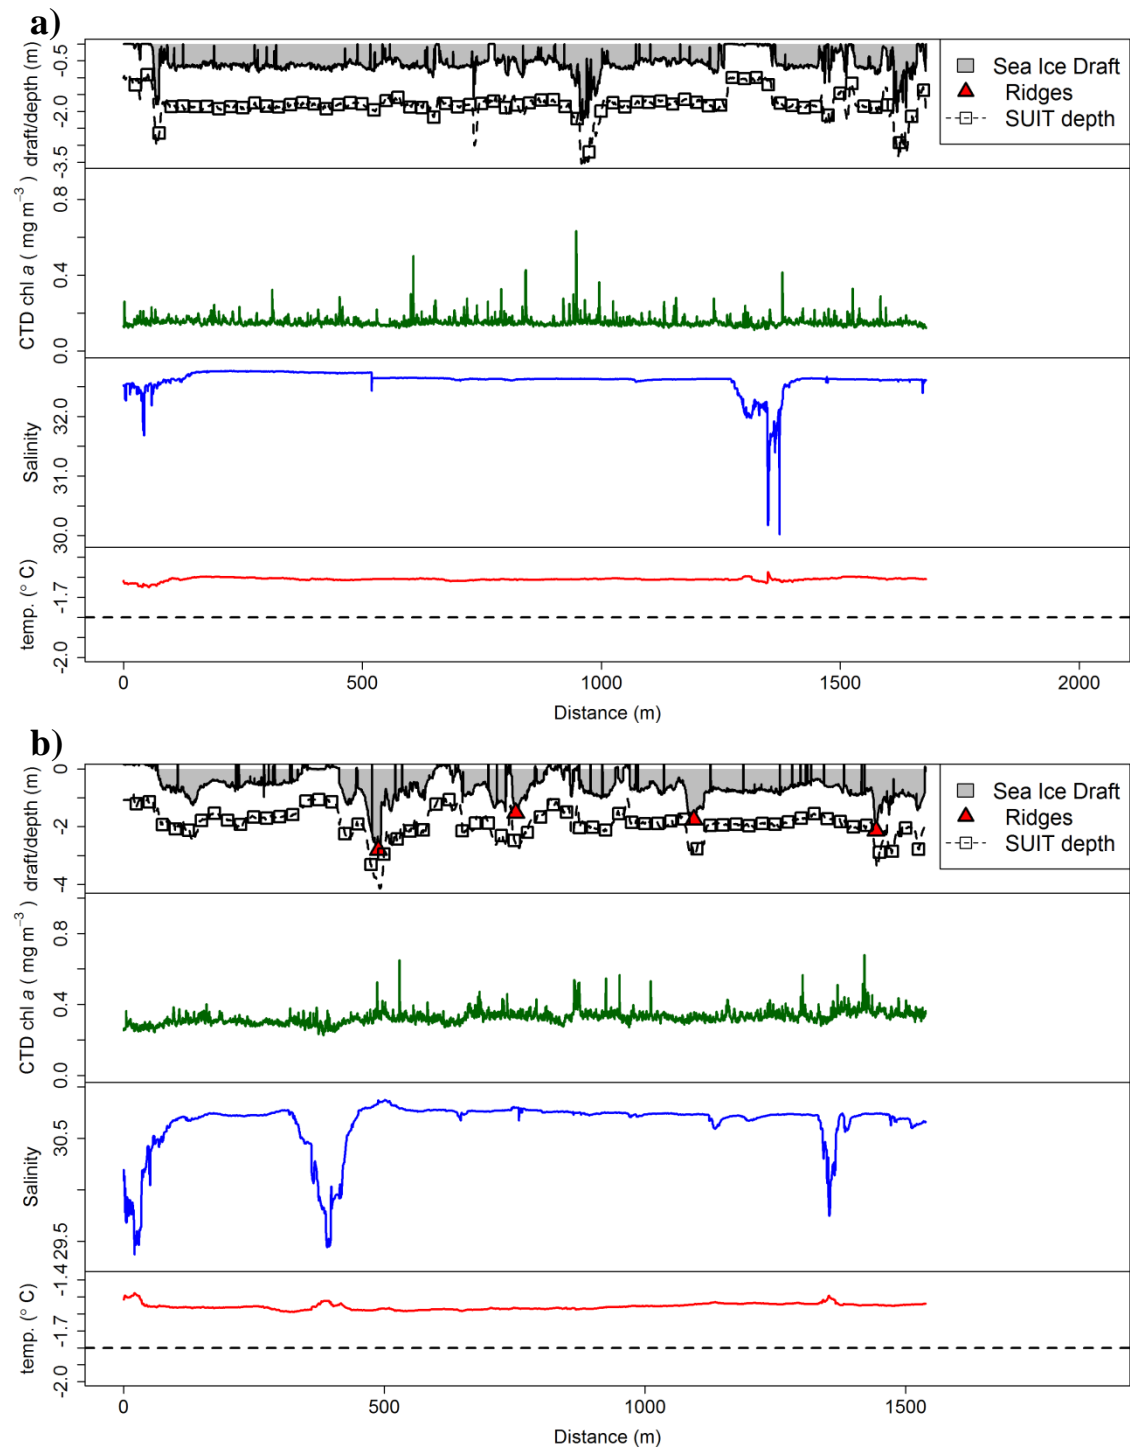 a)
draft/depth (m)
-0.5
-2.0
-3.5
Sea Ice Draft
Ridges
SUIT depth
CTD chl a ( mg m⁻³ )
0.8
0.4
0.0
Salinity
32.0
31.0
30.0
temp. (° C)
-1.7
-2.0
0 500 1000 1500 2000
Distance (m)
b)
draft/depth (m)
0
-2
-4
Sea Ice Draft
Ridges
SUIT depth
CTD chl a ( mg m⁻³ )
0.8
0.4
0.0
Salinity
30.5
29.5
temp. (° C)
-1.4
-1.7
-2.0
0 500 1000 1500
Distance (m)